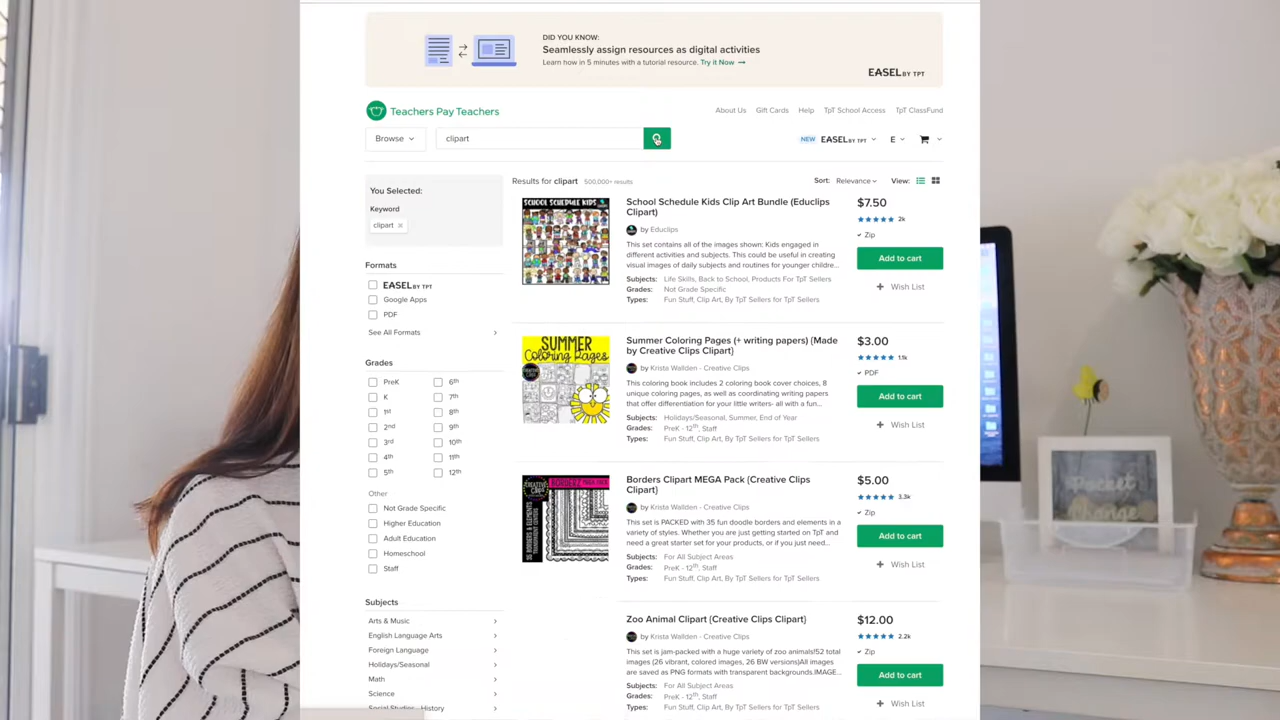 DID YOU KNOW:
Seamlessly assign resources as digital activities
Learn how in 5 minutes with a tutorial resource. Try it Now →
EASEL BY TPT
Teachers Pay Teachers
About Us
Gift Cards
Help
TpT School Access
TpT ClassFund
Browse
clipart
NEW EASEL BY TPT
E
You Selected:
Keyword
clipart ×
Results for clipart 500,000+ results
Sort: Relevance
View:
Formats
EASEL BY TPT
Google Apps
PDF
See All Formats
Grades
PreK
6th
K
7th
1st
8th
2nd
9th
3rd
10th
4th
11th
5th
12th
Other
Not Grade Specific
Higher Education
Adult Education
Homeschool
Staff
Subjects
Arts & Music
English Language Arts
Foreign Language
Holidays/Seasonal
Math
Science
Social Studies - History
SCHOOL SCHEDULE KIDS
School Schedule Kids Clip Art Bundle (Educlips
Clipart)
by Educlips
This set contains all of the images shown: Kids engaged in
different activities and subjects. This could be useful in creating
visual images of daily subjects and routines for younger childre...
Subjects: Life Skills, Back to School, Products For TpT Sellers
Grades: Not Grade Specific
Types: Fun Stuff, Clip Art, By TpT Sellers for TpT Sellers
$7.50
2k
Zip
Add to cart
+ Wish List
SUMMER
Coloring Pages
Summer Coloring Pages (+ writing papers) {Made
by Creative Clips Clipart}
by Krista Wallden - Creative Clips
This coloring book includes 2 coloring book cover choices, 8
unique coloring pages, as well as coordinating writing papers
that offer differentiation for your little writers- all with a fun...
Subjects: Holidays/Seasonal, Summer, End of Year
Grades: PreK - 12th, Staff
Types: Fun Stuff, Clip Art, By TpT Sellers for TpT Sellers
$3.00
1.1k
PDF
Add to cart
+ Wish List
CREATIVE CLIPS
BORDERS MEGA PACK
Borders Clipart MEGA Pack {Creative Clips
Clipart}
by Krista Wallden - Creative Clips
This set is PACKED with 35 fun doodle borders and elements in a
variety of styles. Whether you are just getting started on TpT and
need a great starter set for your products, or if you just need...
Subjects: For All Subject Areas
Grades: PreK - 12th, Staff
Types: Fun Stuff, Clip Art, By TpT Sellers for TpT Sellers
$5.00
3.3k
Zip
Add to cart
+ Wish List
Zoo Animal Clipart {Creative Clips Clipart}
by Krista Wallden - Creative Clips
This set is jam-packed with a huge variety of zoo animals!52 total
images (26 vibrant, colored images, 26 BW versions)All images
are saved as PNG formats with transparent backgrounds.IMAGE...
Subjects: For All Subject Areas
Grades: PreK - 12th, Staff
Types: Fun Stuff, Clip Art, By TpT Sellers for TpT Sellers
$12.00
2.2k
Zip
Add to cart
+ Wish List